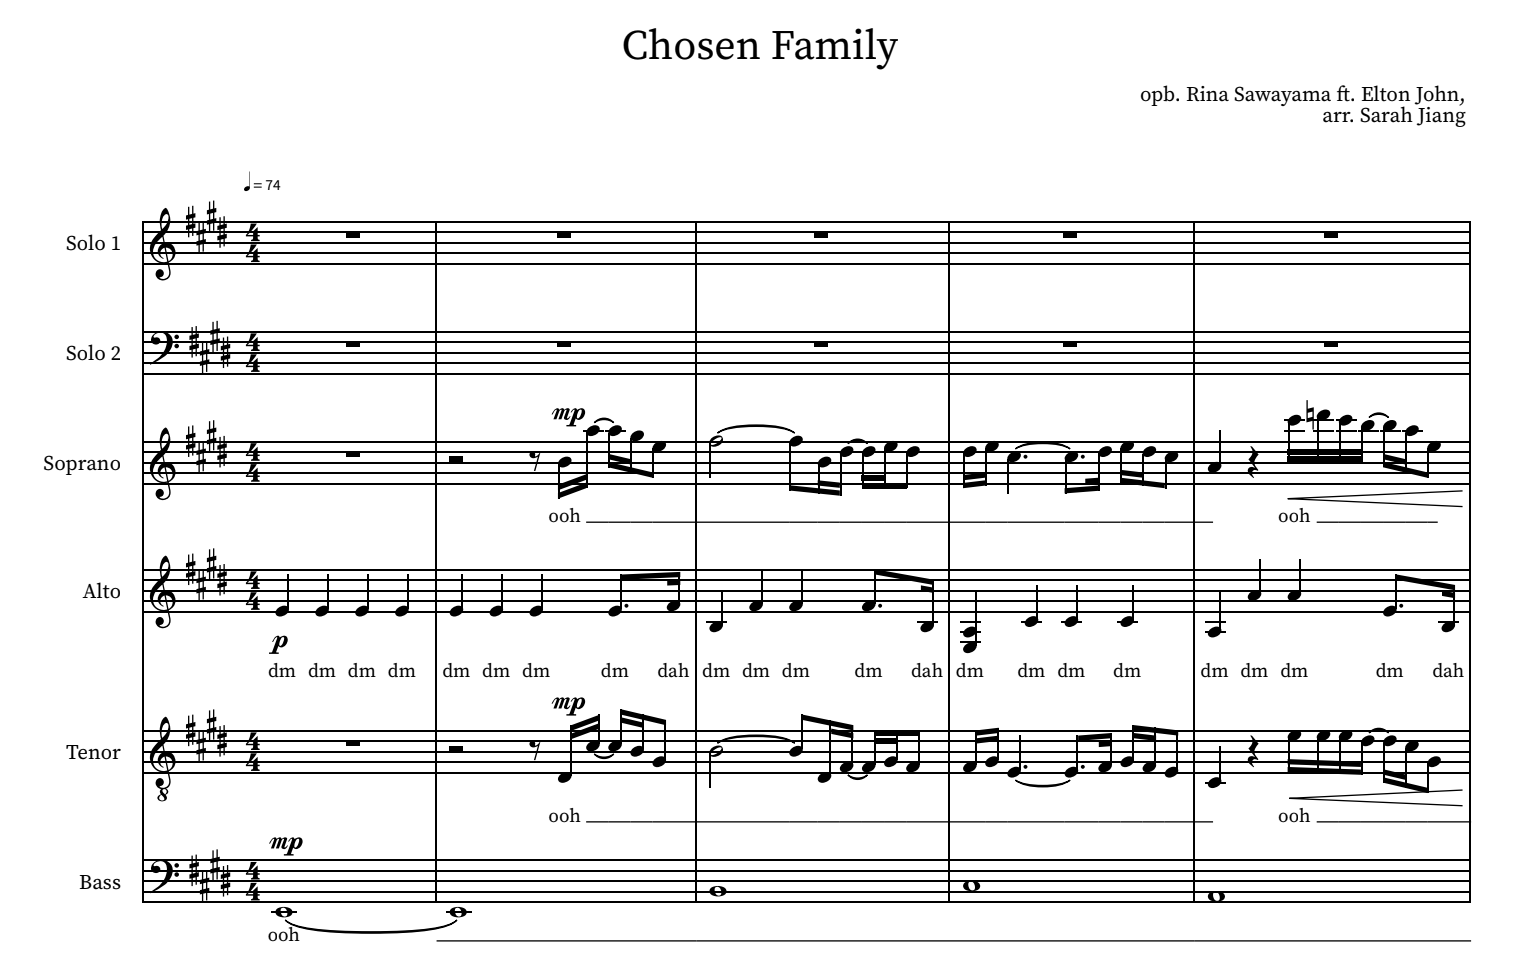 Chosen Family
opb. Rina Sawayama ft. Elton John,
arr. Sarah Jiang
= 74
Solo 1
Solo 2
mp
Soprano
ooh
ooh
Alto
p
dm dm dm dm dm dm dm dm dah dm dm dm dm dah dm dm dm dm dm dm dm dm dah
mp
Tenor
8
ooh
ooh
mp
Bass
ooh